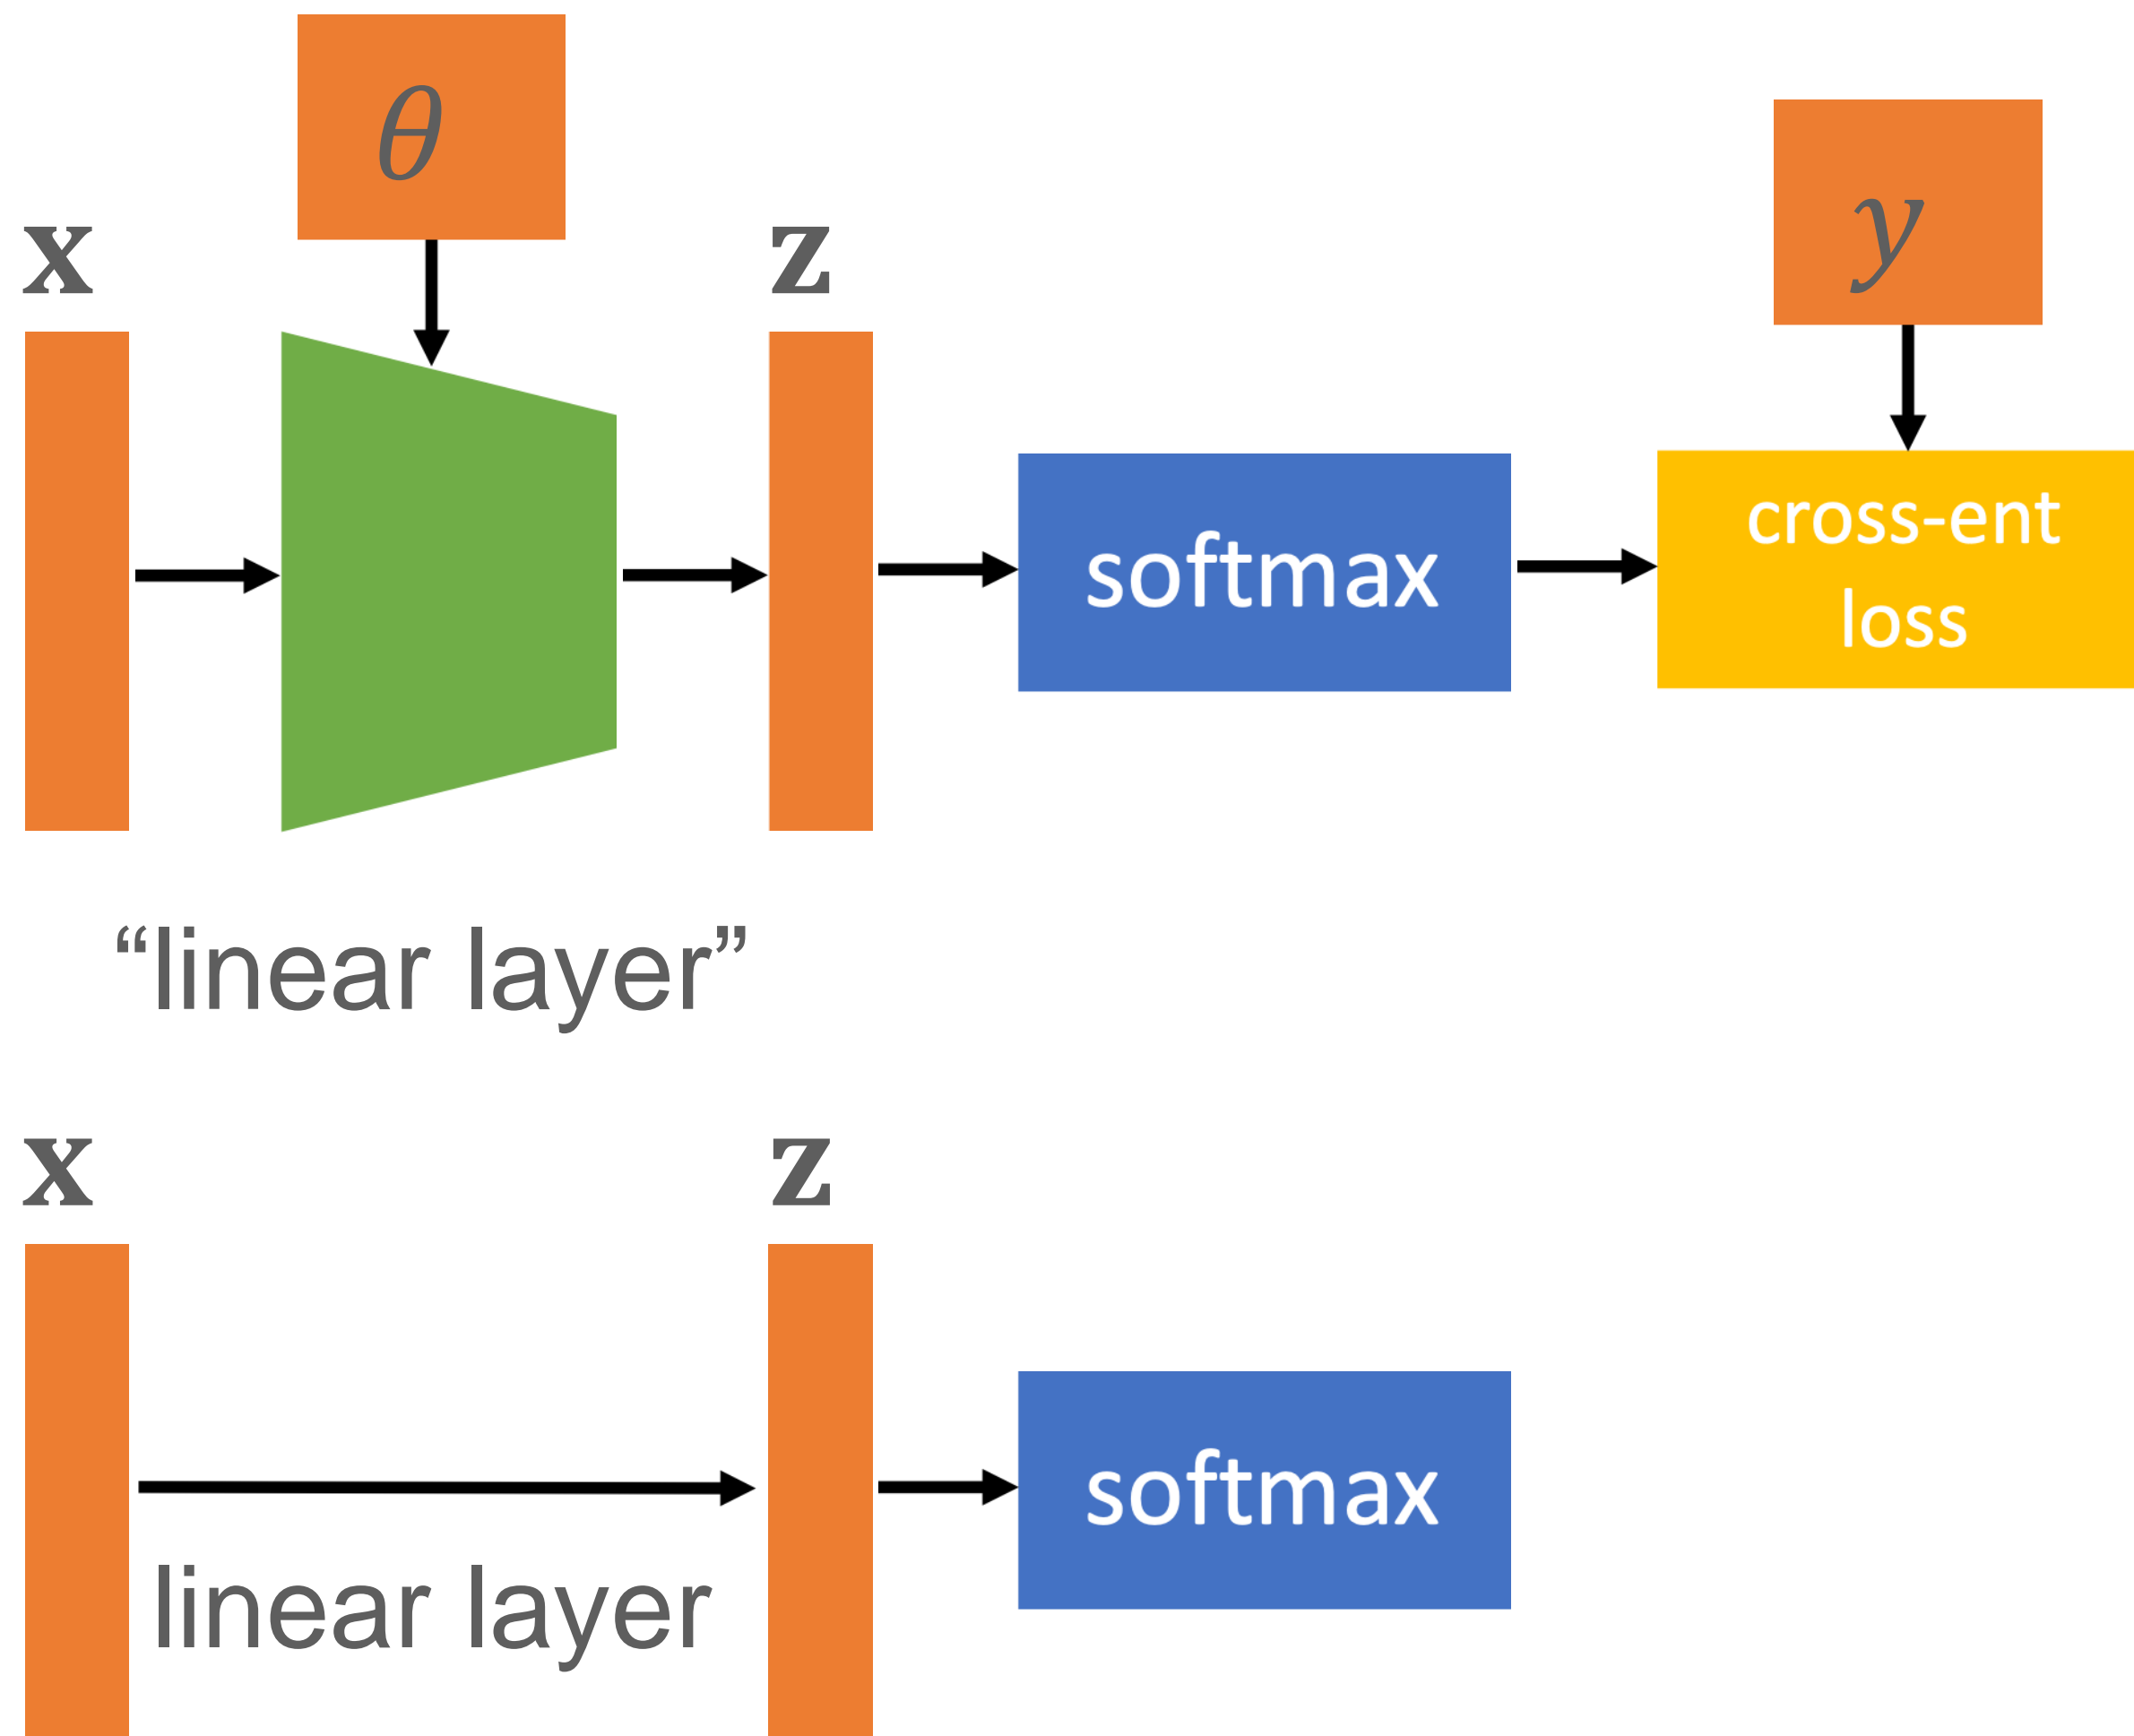 θ
y
x
z
softmax
cross-ent
loss
“linear layer”
x
z
softmax
linear layer